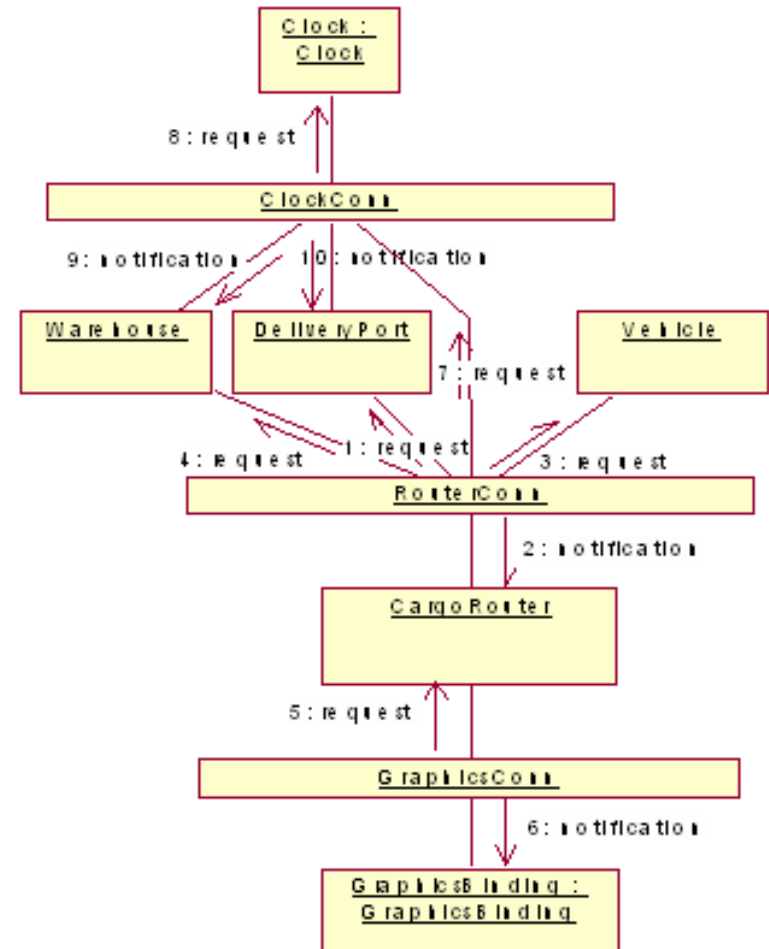 Clock :
Clock
8 : request
ClockConn
9: notification
10: notification
Warehouse
DeliveryPort
Vehicle
7: request
4: request
1: request
3: request
RouterConn
2: notification
CargoRouter
5: request
GraphicsConn
6: notification
GraphicsBinding :
GraphicsBinding